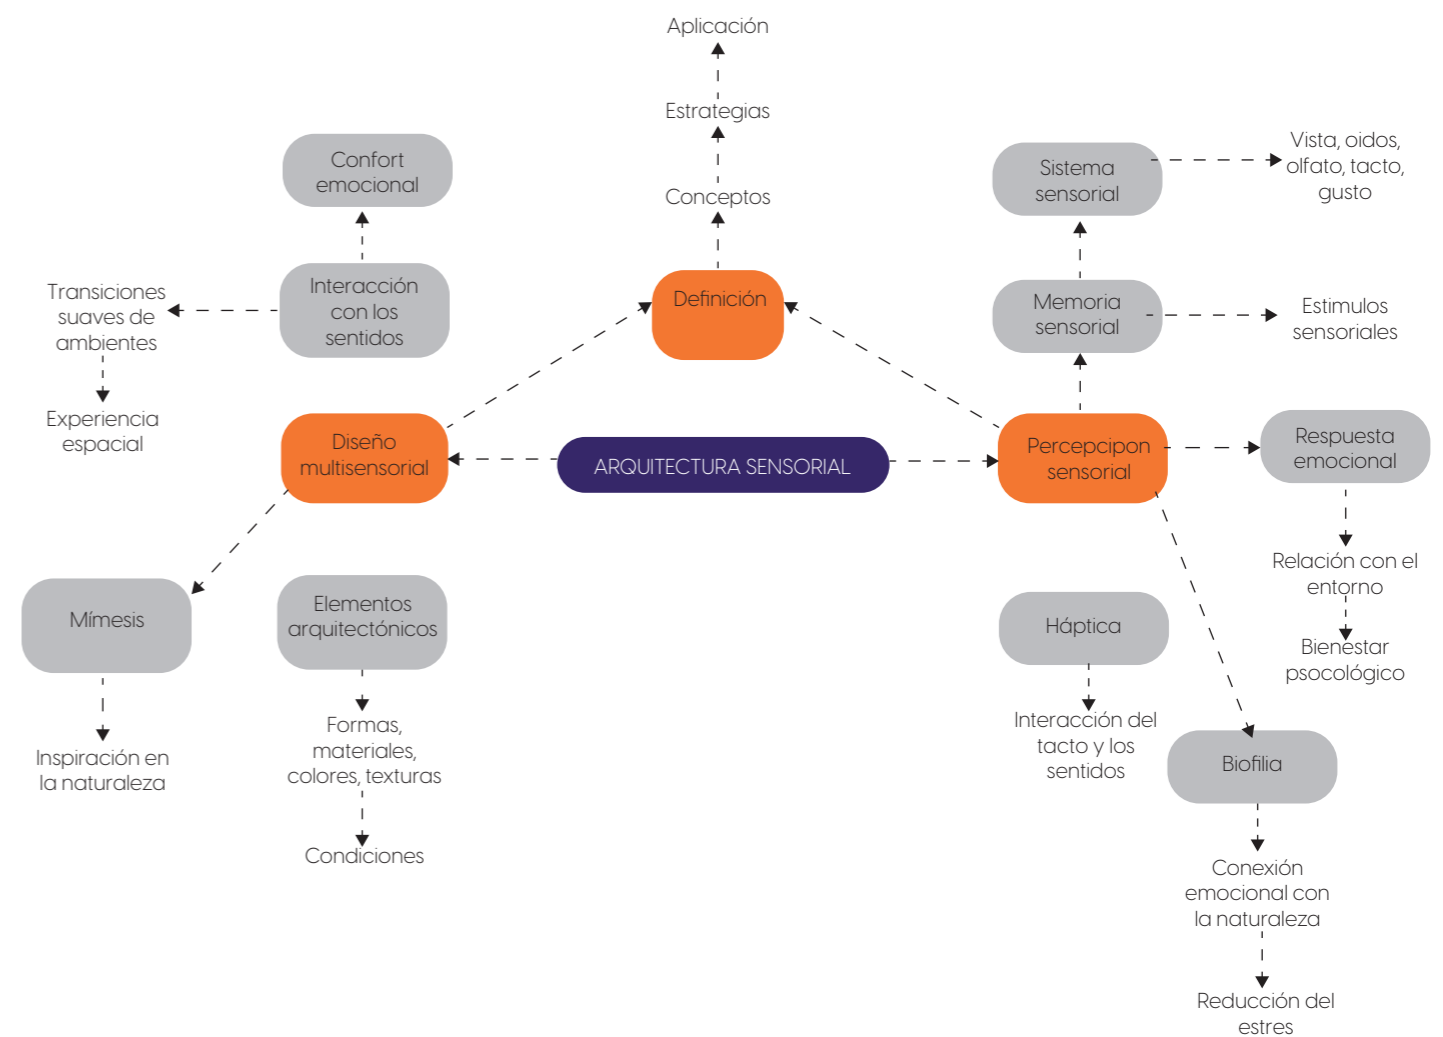 Aplicación
Estrategias
Conceptos
Definición
Confort
emocional
Interacción
con los
sentidos
Transiciones
suaves de
ambientes
Experiencia
espacial
Diseño
multisensorial
ARQUITECTURA SENSORIAL
Percepcipon
sensorial
Sistema
sensorial
Vista, oidos,
olfato, tacto,
gusto
Memoria
sensorial
Estimulos
sensoriales
Respuesta
emocional
Relación con el
entorno
Bienestar
psocológico
Mímesis
Inspiración en
la naturaleza
Elementos
arquitectónicos
Formas,
materiales,
colores, texturas
Condiciones
Háptica
Interacción del
tacto y los
sentidos
Biofilia
Conexión
emocional con
la naturaleza
Reducción del
estres